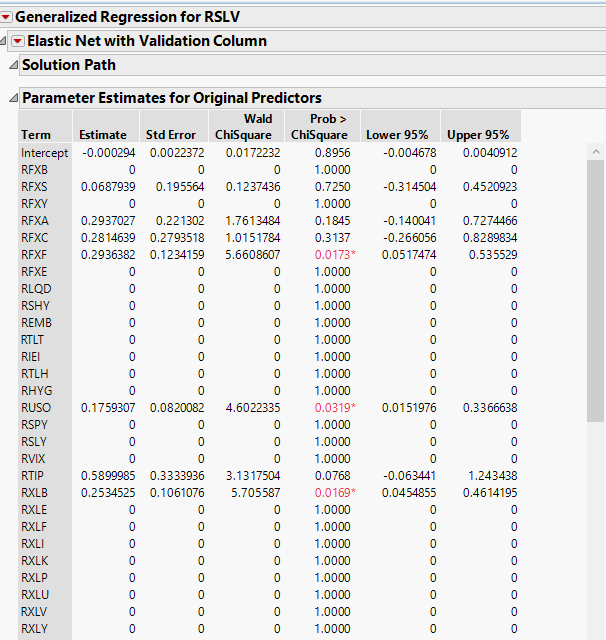 Generalized Regression for RSLV
Elastic Net with Validation Column
Solution Path
Parameter Estimates for Original Predictors
Wald Prob >
Term Estimate Std Error ChiSquare ChiSquare Lower 95% Upper 95%
Intercept -0.000294 0.0022372 0.0172232 0.8956 -0.004678 0.0040912
RFXB 0 0 0 1.0000 0 0
RFXS 0.0687939 0.195564 0.1237436 0.7250 -0.314504 0.4520923
RFXY 0 0 0 1.0000 0 0
RFXA 0.2937027 0.221302 1.7613484 0.1845 -0.140041 0.7274466
RFXC 0.2814639 0.2793518 1.0151784 0.3137 -0.266056 0.8289834
RFXF 0.2936382 0.1234159 5.6608607 0.0173* 0.0517474 0.535529
RFXE 0 0 0 1.0000 0 0
RLQD 0 0 0 1.0000 0 0
RSHY 0 0 0 1.0000 0 0
REMB 0 0 0 1.0000 0 0
RTLT 0 0 0 1.0000 0 0
RIEI 0 0 0 1.0000 0 0
RTLH 0 0 0 1.0000 0 0
RHYG 0 0 0 1.0000 0 0
RUSO 0.1759307 0.0820082 4.6022335 0.0319* 0.0151976 0.3366638
RSPY 0 0 0 1.0000 0 0
RSLY 0 0 0 1.0000 0 0
RVIX 0 0 0 1.0000 0 0
RTIP 0.5899985 0.3333936 3.1317504 0.0768 -0.063441 1.243438
RXLB 0.2534525 0.1061076 5.705587 0.0169* 0.0454855 0.4614195
RXLE 0 0 0 1.0000 0 0
RXLF 0 0 0 1.0000 0 0
RXLI 0 0 0 1.0000 0 0
RXLK 0 0 0 1.0000 0 0
RXLP 0 0 0 1.0000 0 0
RXLU 0 0 0 1.0000 0 0
RXLV 0 0 0 1.0000 0 0
RXLY 0 0 0 1.0000 0 0